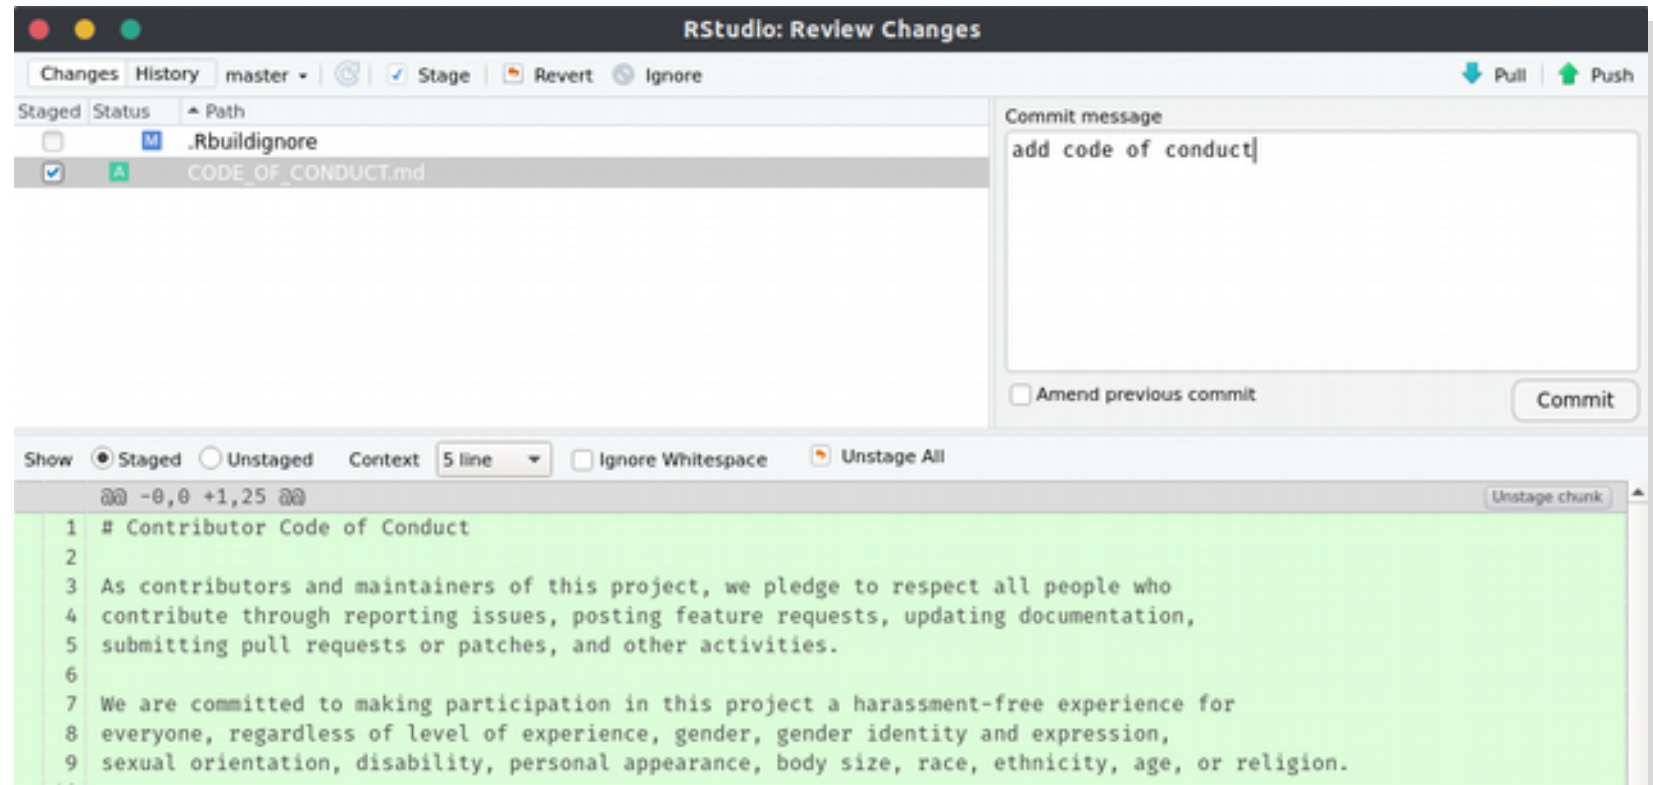 RStudio: Review Changes
Changes History master Stage Revert Ignore Pull Push
Staged Status Path
M .Rbuildignore
A CODE_OF_CONDUCT.md
Commit message
add code of conduct
Amend previous commit Commit
Show Staged Unstaged Context 5 line Ignore Whitespace Unstage All
@@ -0,0 +1,25 @@ Unstage chunk
1 # Contributor Code of Conduct
2
3 As contributors and maintainers of this project, we pledge to respect all people who
4 contribute through reporting issues, posting feature requests, updating documentation,
5 submitting pull requests or patches, and other activities.
6
7 We are committed to making participation in this project a harassment-free experience for
8 everyone, regardless of level of experience, gender, gender identity and expression,
9 sexual orientation, disability, personal appearance, body size, race, ethnicity, age, or religion.